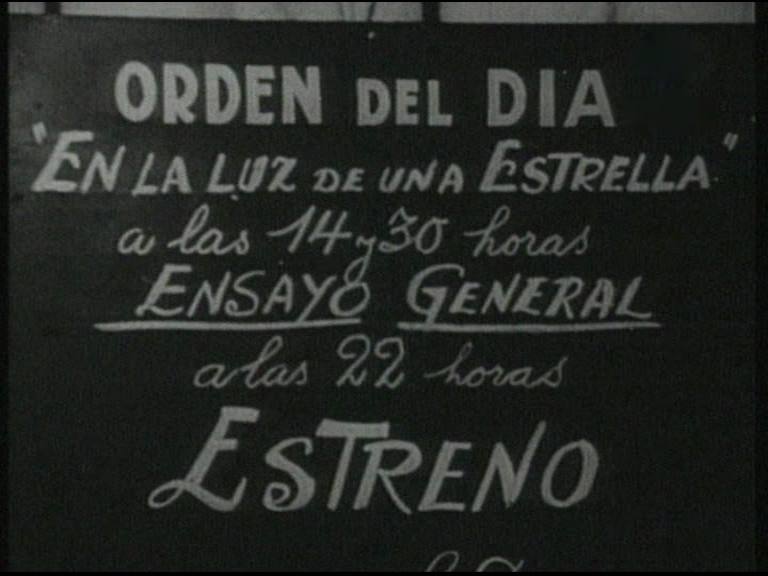 ORDEN DEL DIA
"EN LA LUZ DE UNA ESTRELLA"
a las 14 y 30 horas
ENSAYO GENERAL
a las 22 horas
ESTRENO